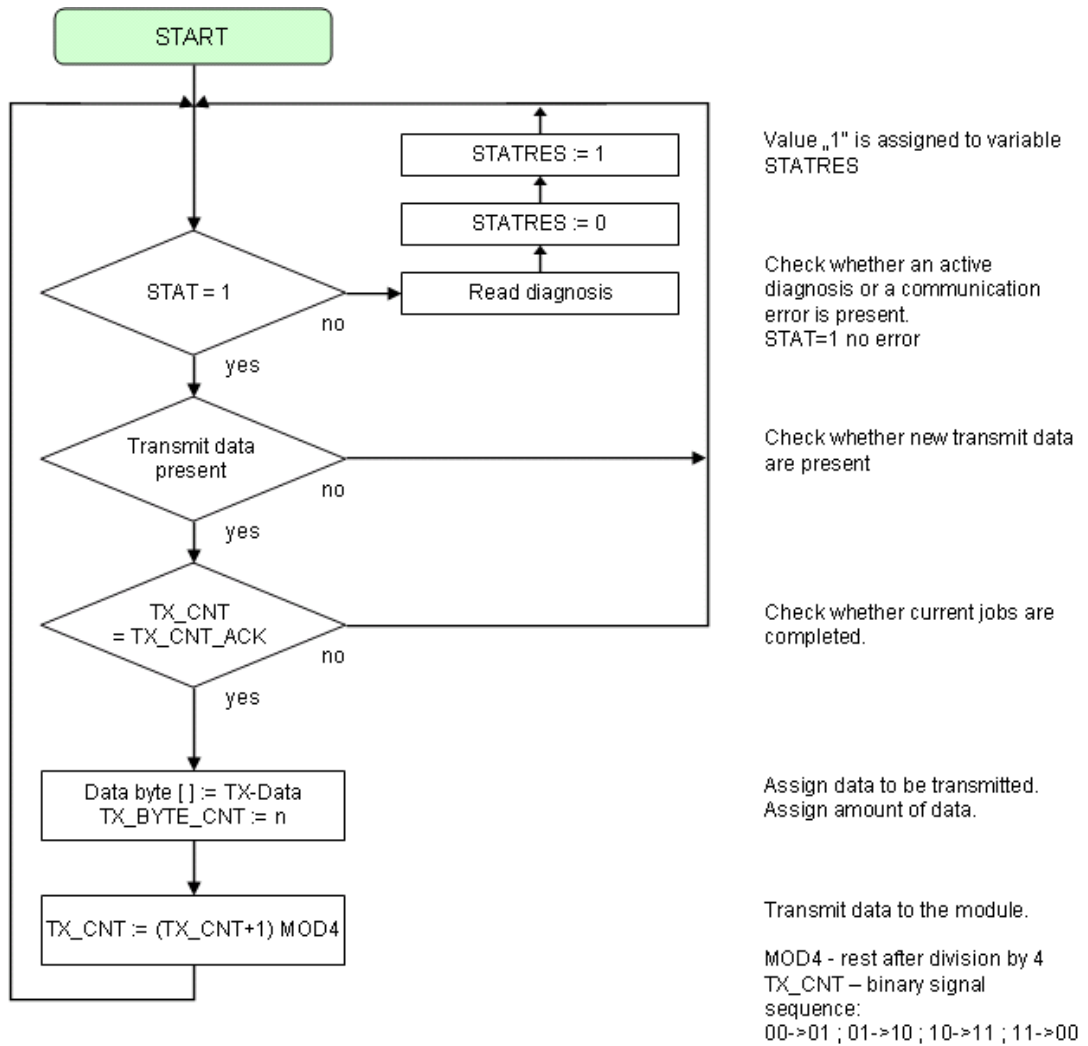 START
STATRES := 1
Value „1" is assigned to variable
STATRES
STATRES := 0
STAT = 1
no
yes
Read diagnosis
Check whether an active
diagnosis or a communication
error is present.
STAT=1 no error
Transmit data
present
no
yes
Check whether new transmit data
are present
TX_CNT
= TX_CNT_ACK
no
yes
Check whether current jobs are
completed.
Data byte [ ] := TX-Data
TX_BYTE_CNT := n
Assign data to be transmitted.
Assign amount of data.
TX_CNT := (TX_CNT+1) MOD4
Transmit data to the module.
MOD4 - rest after division by 4
TX_CNT – binary signal
sequence:
00->01 ; 01->10 ; 10->11 ; 11->00